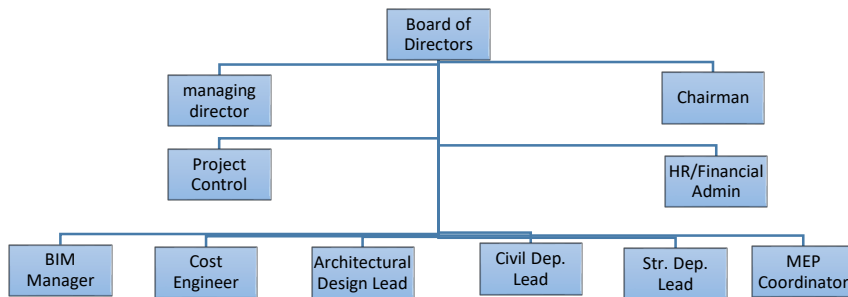 Board of
Directors
managing
director
Chairman
Project
Control
HR/Financial
Admin
BIM
Manager
Cost
Engineer
Architectural
Design Lead
Civil Dep.
Lead
Str. Dep.
Lead
MEP
Coordinator